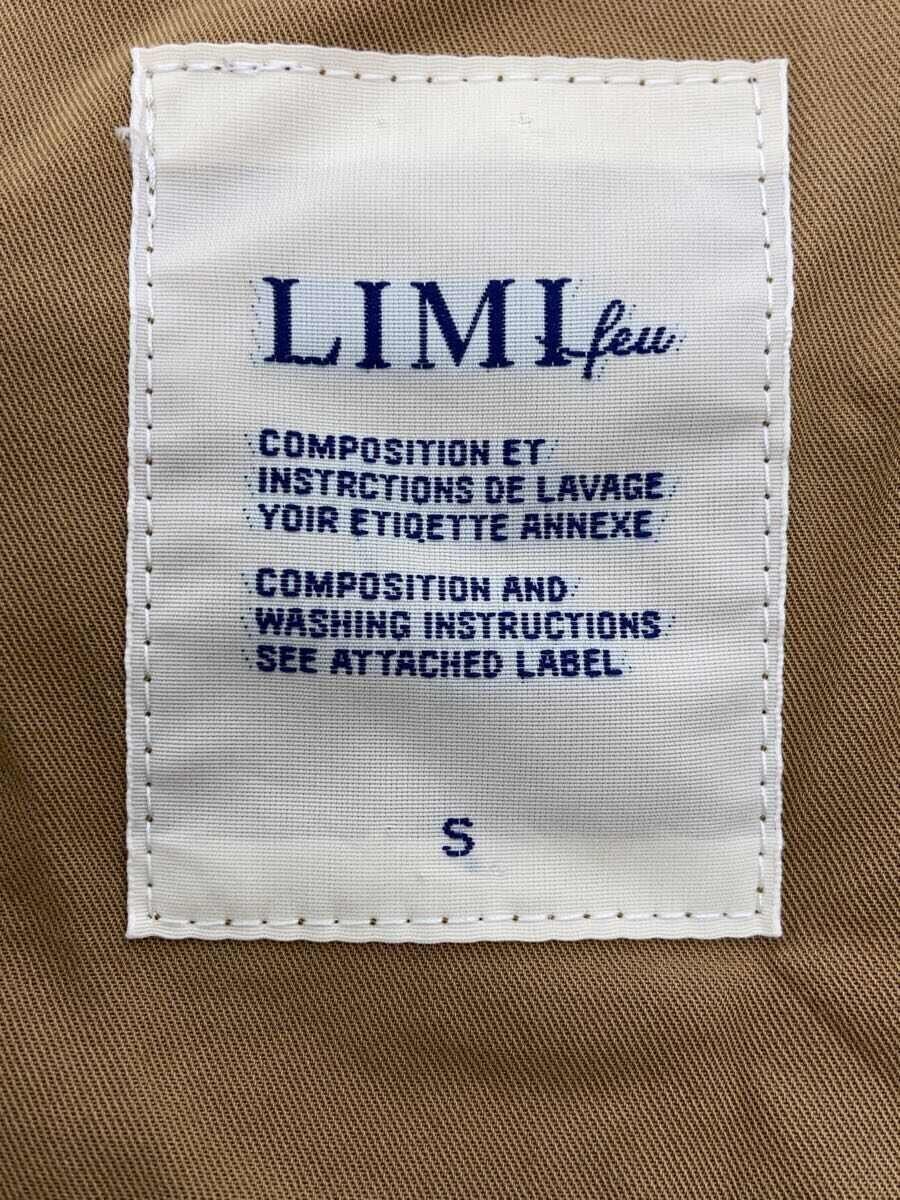 LIMI feu
COMPOSITION ET
INSTRCTIONS DE LAVAGE
YOIR ETIQETTE ANNEXE
COMPOSITION AND
WASHING INSTRUCTIONS
SEE ATTACHED LABEL
S